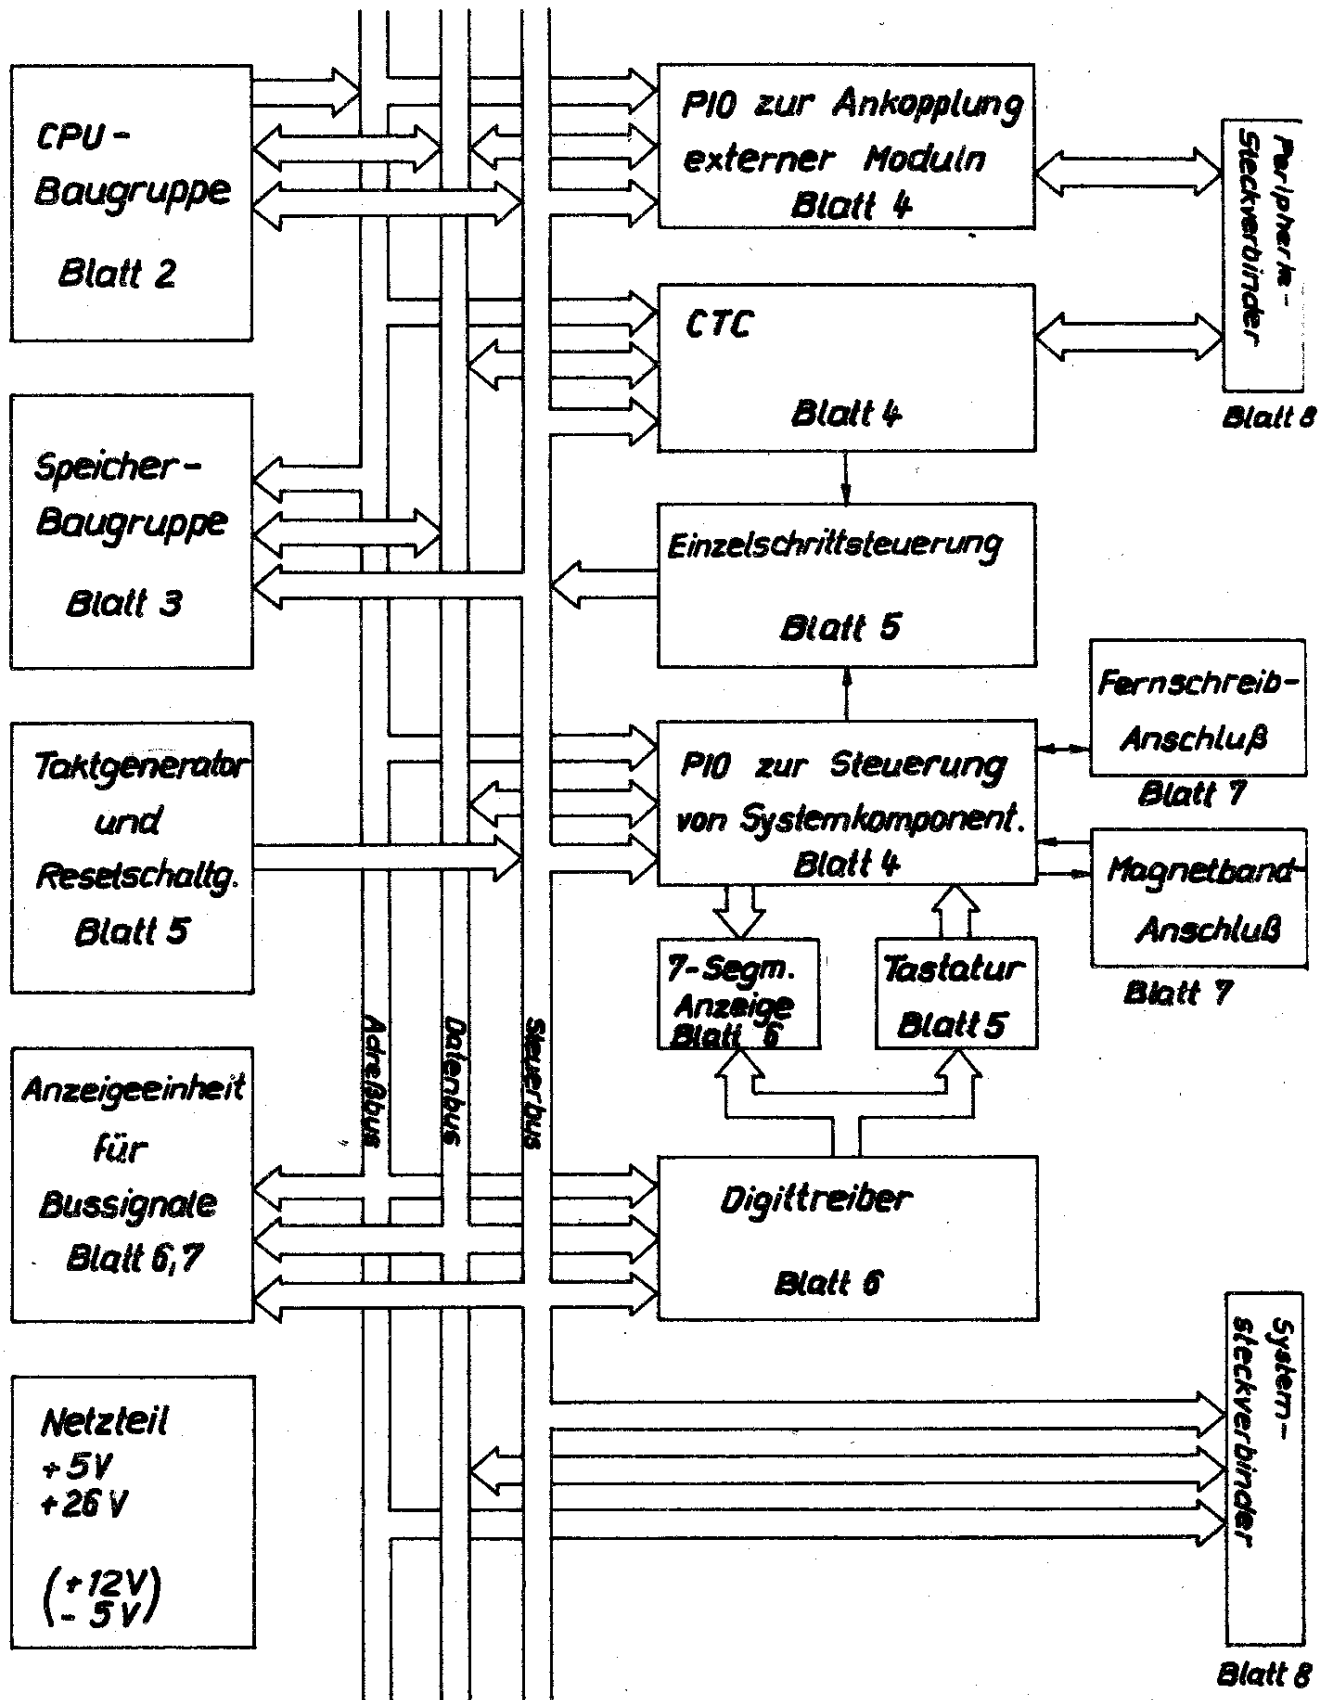 CPU-
Baugruppe
Blatt 2
Speicher-
Baugruppe
Blatt 3
Taktgenerator
und
Resetschaltg.
Blatt 5
Anzeigeeinheit
für
Bussignale
Blatt 6,7
Netzteil
+5V
+26V
(+12V
- 5V)
Adreßbus
Datenbus
Steuerbus
PIO zur Ankopplung
externer Moduln
Blatt 4
CTC
Blatt 4
Einzelschrittsteuerung
Blatt 5
PIO zur Steuerung
von Systemkomponent.
Blatt 4
7-Segm.
Anzeige
Blatt 6
Tastatur
Blatt 5
Digittreiber
Blatt 6
Peripherie-
Steckverbinder
Blatt 8
Fernschreib-
Anschluß
Blatt 7
Magnetband-
Anschluß
Blatt 7
System-
steckverbinder
Blatt 8